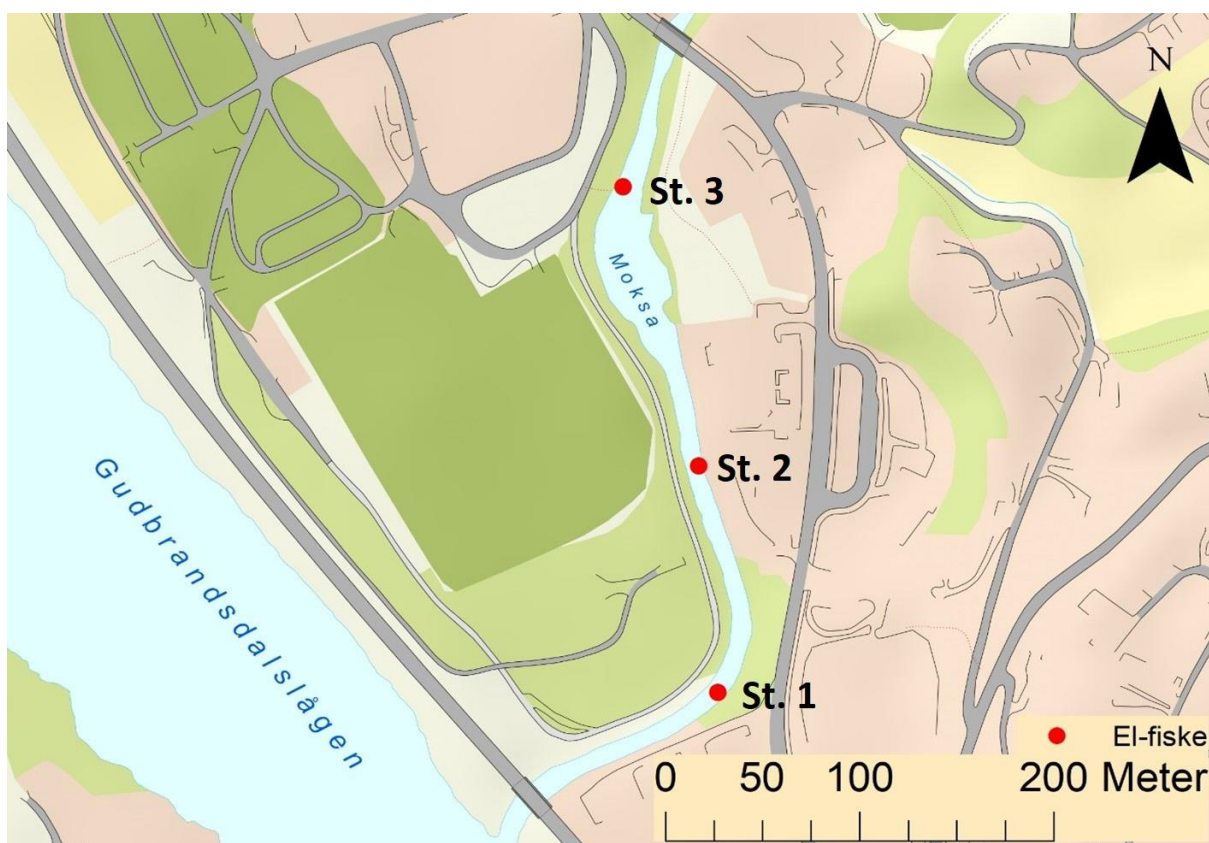 N
St. 3
Moksa
St. 2
Gudbrandsdalslågen
St. 1
El-fiske
0 50 100 200 Meter